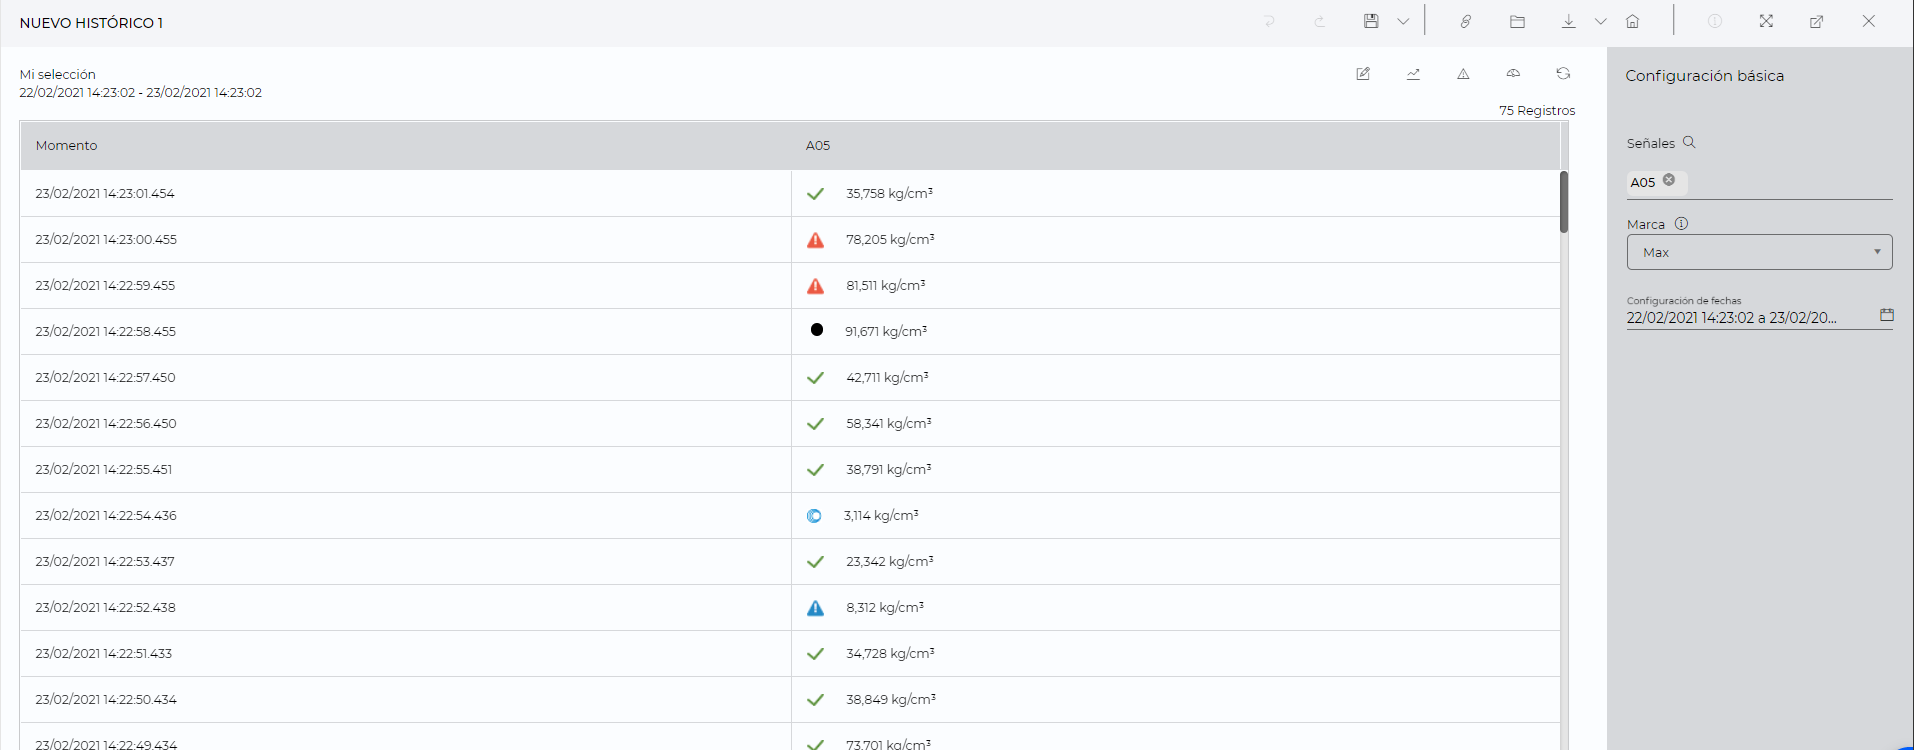 NUEVO HISTÓRICO 1
Mi selección
22/02/2021 14:23:02 - 23/02/2021 14:23:02
75 Registros
Momento A05
23/02/2021 14:23:01.454 35,758 kg/cm³
23/02/2021 14:23:00.455 78,205 kg/cm³
23/02/2021 14:22:59.455 81,511 kg/cm³
23/02/2021 14:22:58.455 91,671 kg/cm³
23/02/2021 14:22:57.450 42,711 kg/cm³
23/02/2021 14:22:56.450 58,341 kg/cm³
23/02/2021 14:22:55.451 38,791 kg/cm³
23/02/2021 14:22:54.436 3,114 kg/cm³
23/02/2021 14:22:53.437 23,342 kg/cm³
23/02/2021 14:22:52.438 8,312 kg/cm³
23/02/2021 14:22:51.433 34,728 kg/cm³
23/02/2021 14:22:50.434 38,849 kg/cm³
23/02/2021 14:22:49.434 73,701 kg/cm³
Configuración básica
Señales
A05
Marca
Max
Configuración de fechas
22/02/2021 14:23:02 a 23/02/20...